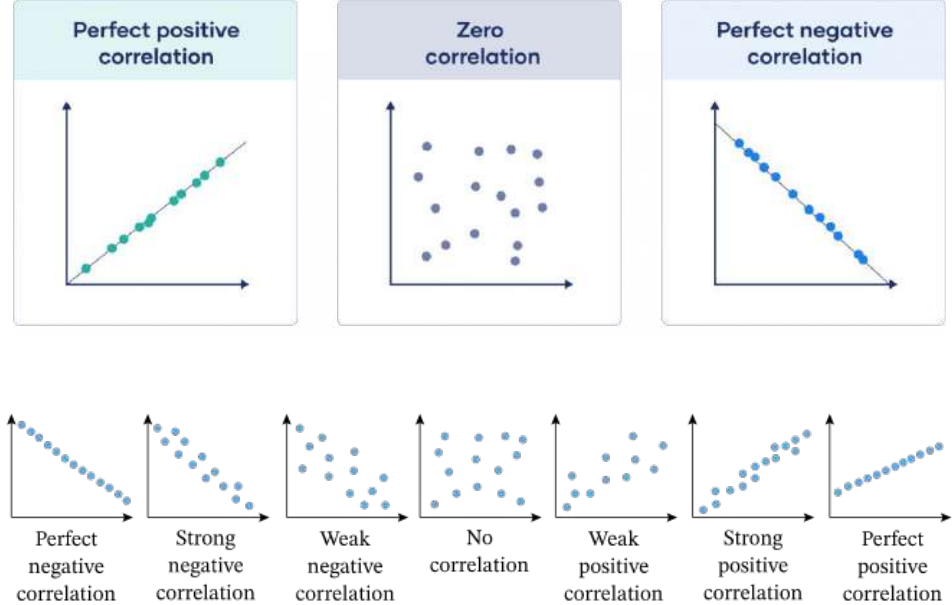 Perfect positive
correlation
Zero
correlation
Perfect negative
correlation
Perfect
negative
correlation
Strong
negative
correlation
Weak
negative
correlation
No
correlation
Weak
positive
correlation
Strong
positive
correlation
Perfect
positive
correlation